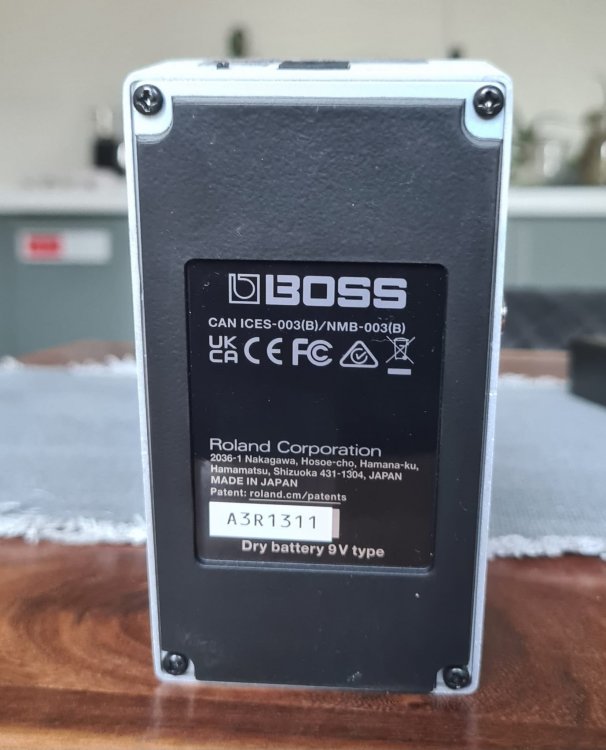 BOSS
CAN ICES-003(B)/NMB-003(B)
UK CA CE FC
Roland Corporation
2036-1 Nakagawa, Hosoe-cho, Hamana-ku,
Hamamatsu, Shizuoka 431-1304, JAPAN
MADE IN JAPAN
Patent: roland.cm/patents
A3R1311
Dry battery 9V type